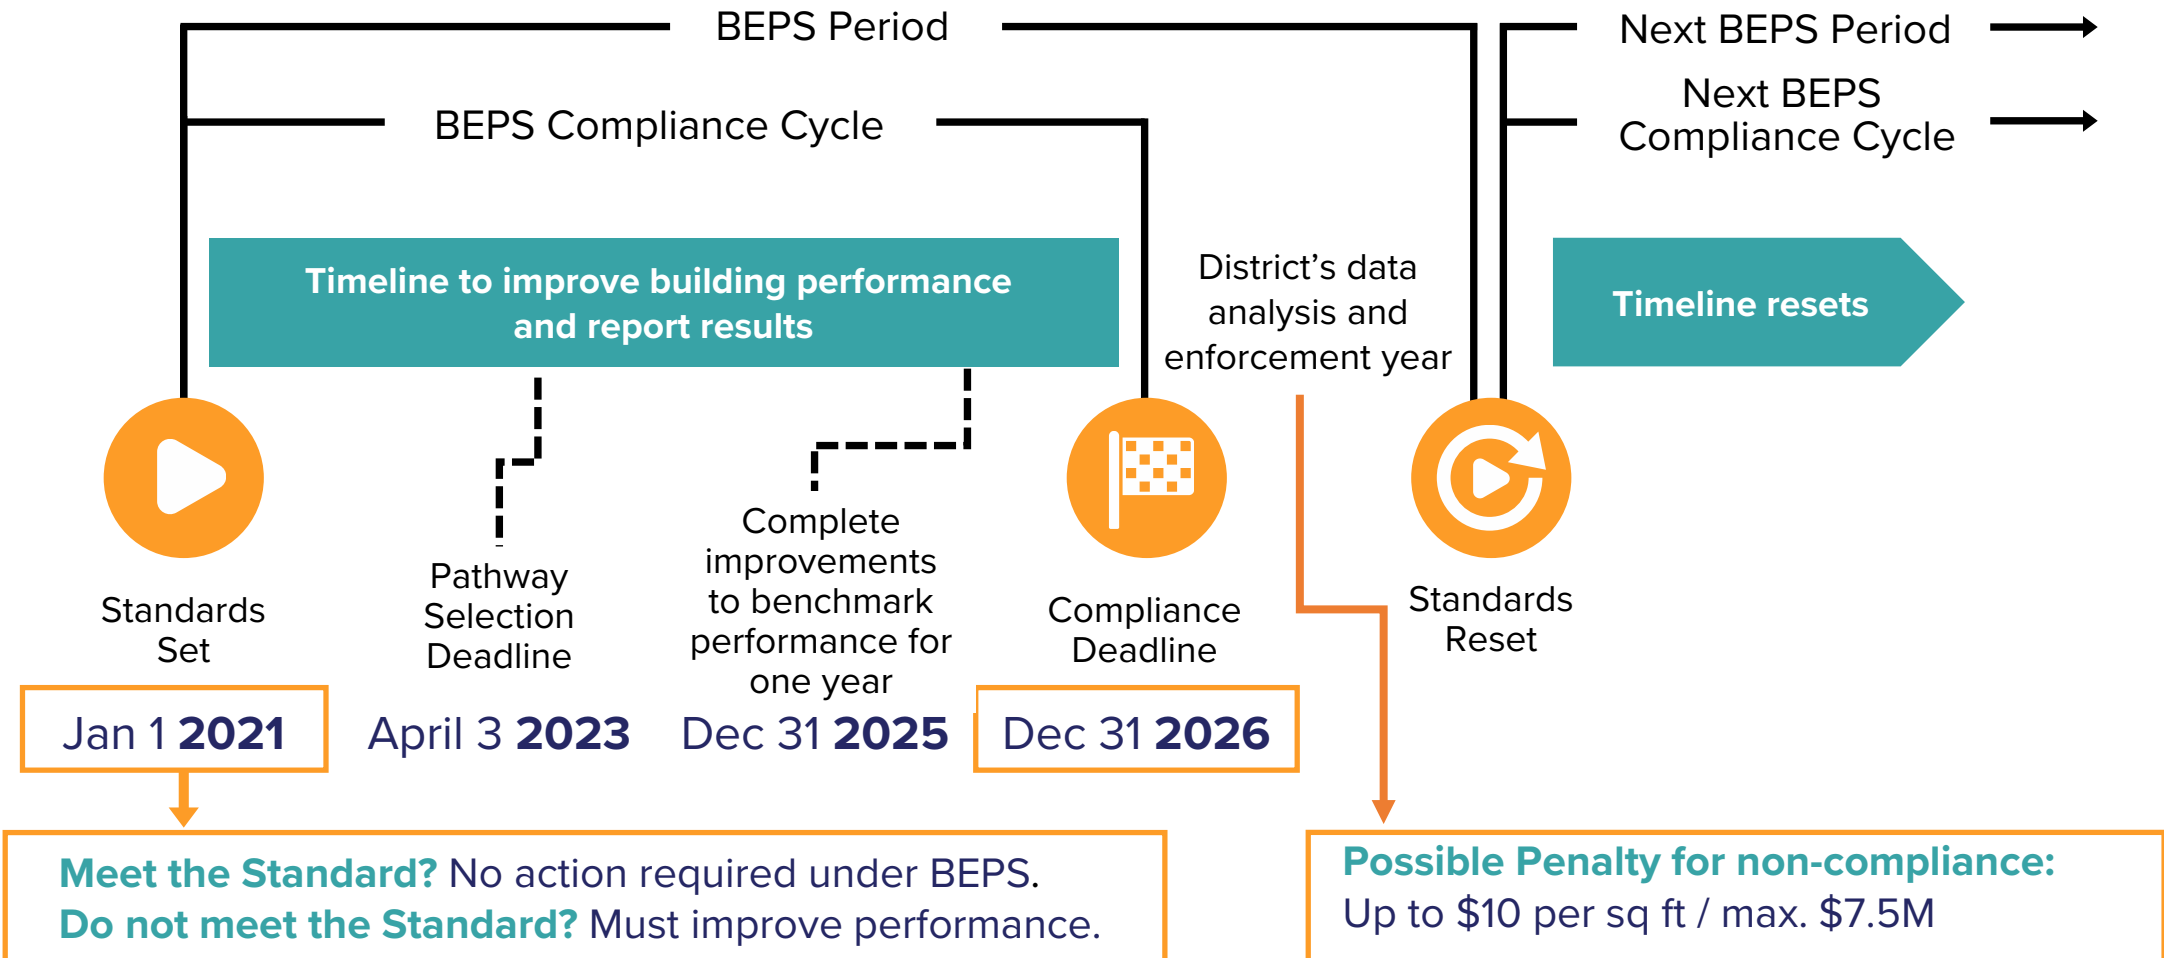 BEPS Period
Next BEPS Period
BEPS Compliance Cycle
Next BEPS
Compliance Cycle
Timeline to improve building performance
and report results
District’s data
analysis and
enforcement year
Timeline resets
Standards
Set
Pathway
Selection
Deadline
Complete
improvements
to benchmark
performance for
one year
Compliance
Deadline
Standards
Reset
Jan 1 2021
April 3 2023
Dec 31 2025
Dec 31 2026
Meet the Standard? No action required under BEPS.
Do not meet the Standard? Must improve performance.
Possible Penalty for non-compliance:
Up to $10 per sq ft / max. $7.5M